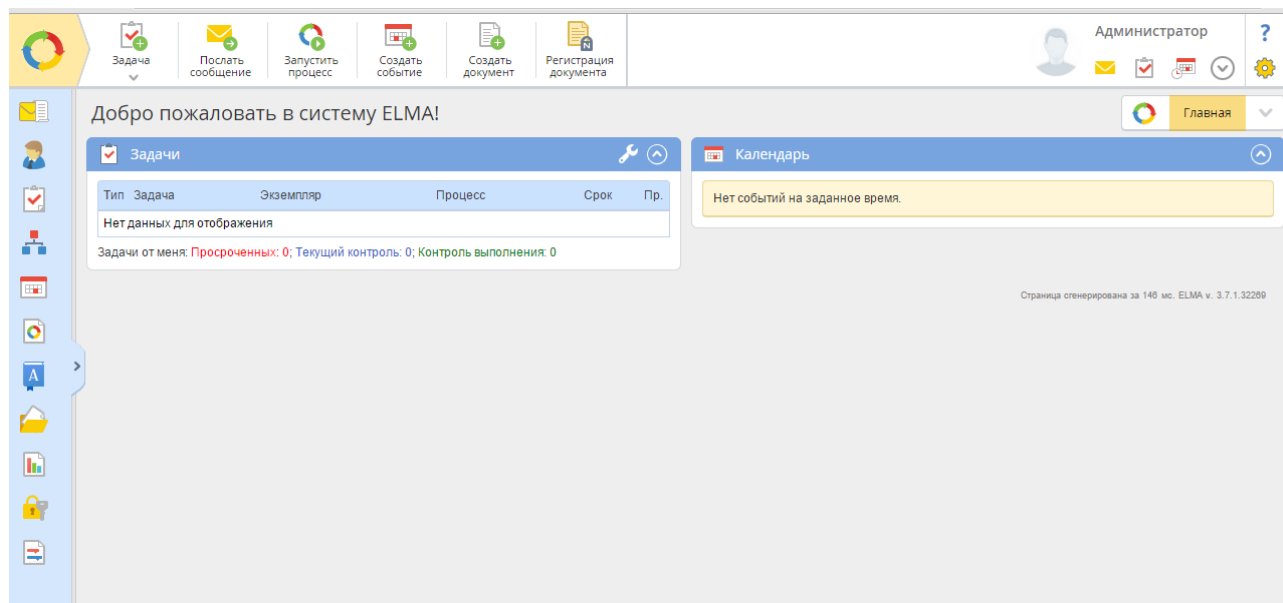 Задача
Послать
сообщение
Запустить
процесс
Создать
событие
Создать
документ
Регистрация
документа
Администратор
?
Добро пожаловать в систему ELMA!
Главная
Задачи
Тип Задача Экземпляр Процесс Срок Пр.
Нет данных для отображения
Задачи от меня: Просроченных: 0; Текущий контроль: 0; Контроль выполнения: 0
Календарь
Нет событий на заданное время.
Страница сгенерирована за 146 мс. ELMA v. 3.7.1.32269